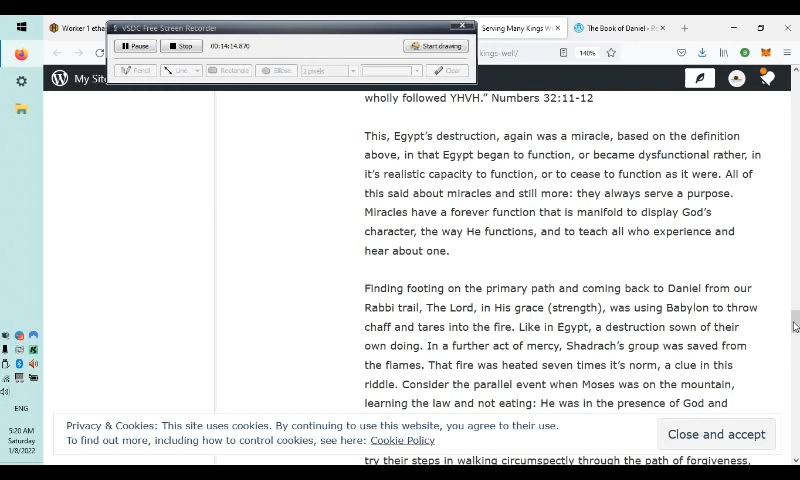 VSDC Free Screen Recorder
Pause
Stop
00:14:14.870
Start drawing
Pencil
Line
Rectangle
Ellipse
2 pixels
Clear
Worker 1 etha
Serving Many Kings W
The Book of Daniel - R
kings-well/
140%
My Sit
wholly followed YHVH.” Numbers 32:11-12
This, Egypt’s destruction, again was a miracle, based on the definition
above, in that Egypt began to function, or became dysfunctional rather, in
it’s realistic capacity to function, or to cease to function as it were. All of
this said about miracles and still more: they always serve a purpose.
Miracles have a forever function that is manifold to display God’s
character, the way He functions, and to teach all who experience and
hear about one.
Finding footing on the primary path and coming back to Daniel from our
Rabbi trail, The Lord, in His grace (strength), was using Babylon to throw
chaff and tares into the fire. Like in Egypt, a destruction sown of their
own doing. In a further act of mercy, Shadrach’s group was saved from
the flames. That fire was heated seven times it’s norm, a clue in this
riddle. Consider the parallel event when Moses was on the mountain,
learning the law and not eating: He was in the presence of God and
Privacy & Cookies: This site uses cookies. By continuing to use this website, you agree to their use.
To find out more, including how to control cookies, see here: Cookie Policy
Close and accept
try their steps in walking circumspectly through the path of forgiveness,
ENG
5:20 AM
Saturday
1/8/2022